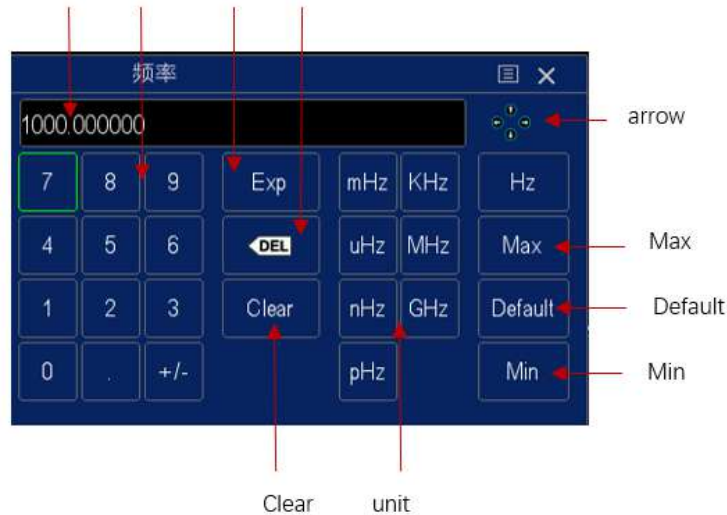 频率
1000.000000
arrow
7 8 9 Exp mHz KHz Hz
4 5 6 DEL uHz MHz Max Max
1 2 3 Clear nHz GHz Default Default
0 . +/- pHz Min Min
Clear unit